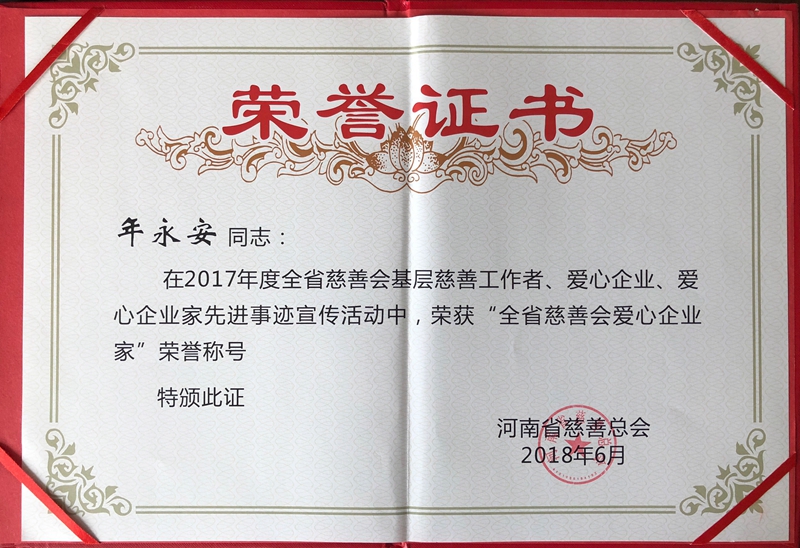 荣誉证书
年永安 同志：
在2017年度全省慈善会基层慈善工作者、爱心企业、爱
心企业家先进事迹宣传活动中，荣获“全省慈善会爱心企业
家”荣誉称号
特颁此证
河南省慈善总会
2018年6月